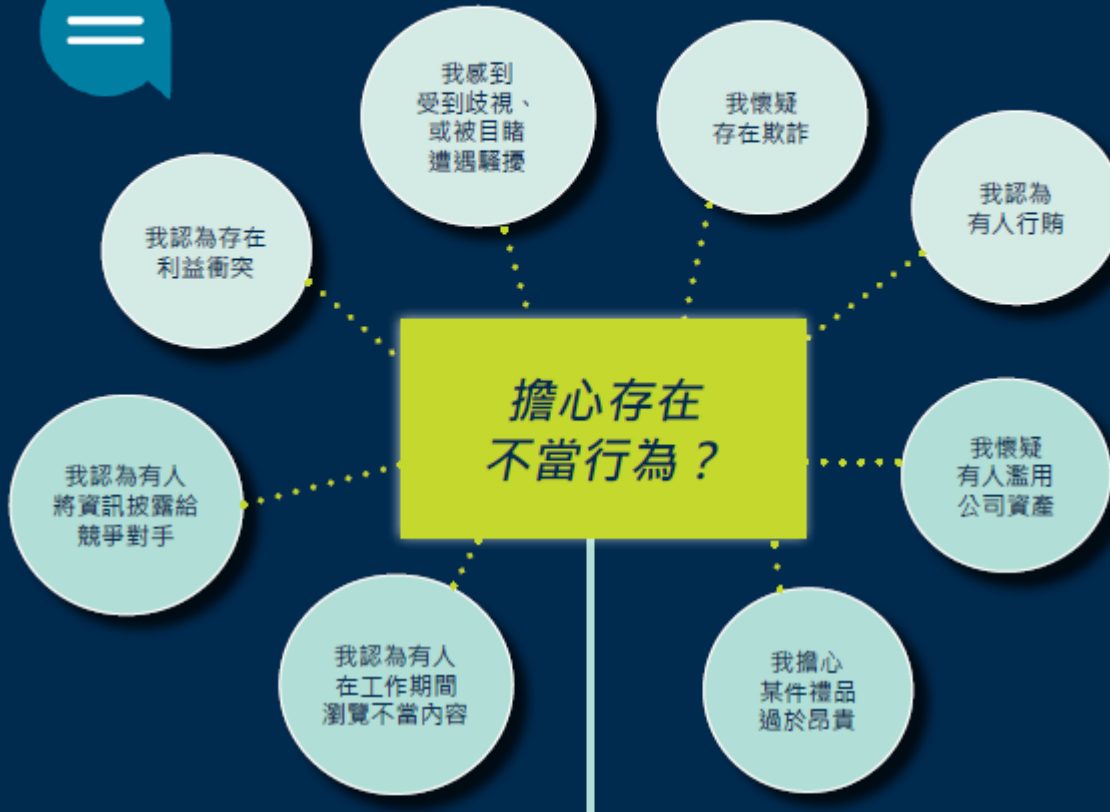 我感到
受到歧視、
或被目睹
遭遇騷擾
我懷疑
存在欺詐
我認為
有人行賄
我認為存在
利益衝突
擔心存在
不當行為？
我懷疑
有人濫用
公司資產
我認為有人
將資訊披露給
競爭對手
我認為有人
在工作期間
瀏覽不當內容
我擔心
某件禮品
過於昂貴